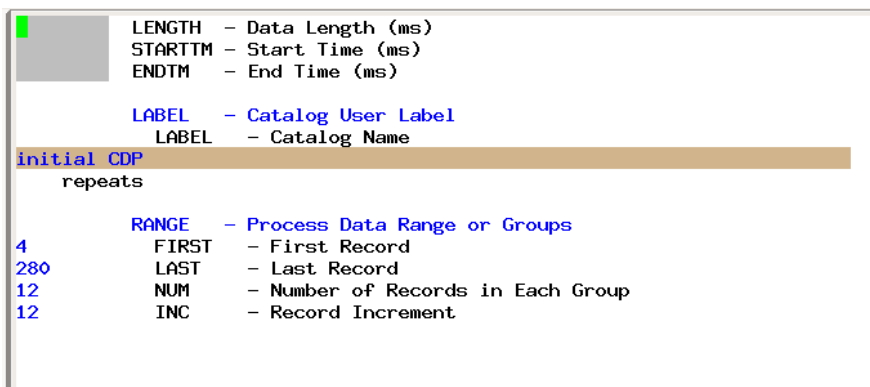 LENGTH – Data Length (ms)
STARTTM – Start Time (ms)
ENDTM – End Time (ms)
LABEL – Catalog User Label
LABEL – Catalog Name
initial CDP
repeats
RANGE – Process Data Range or Groups
4 FIRST – First Record
280 LAST – Last Record
12 NUM – Number of Records in Each Group
12 INC – Record Increment